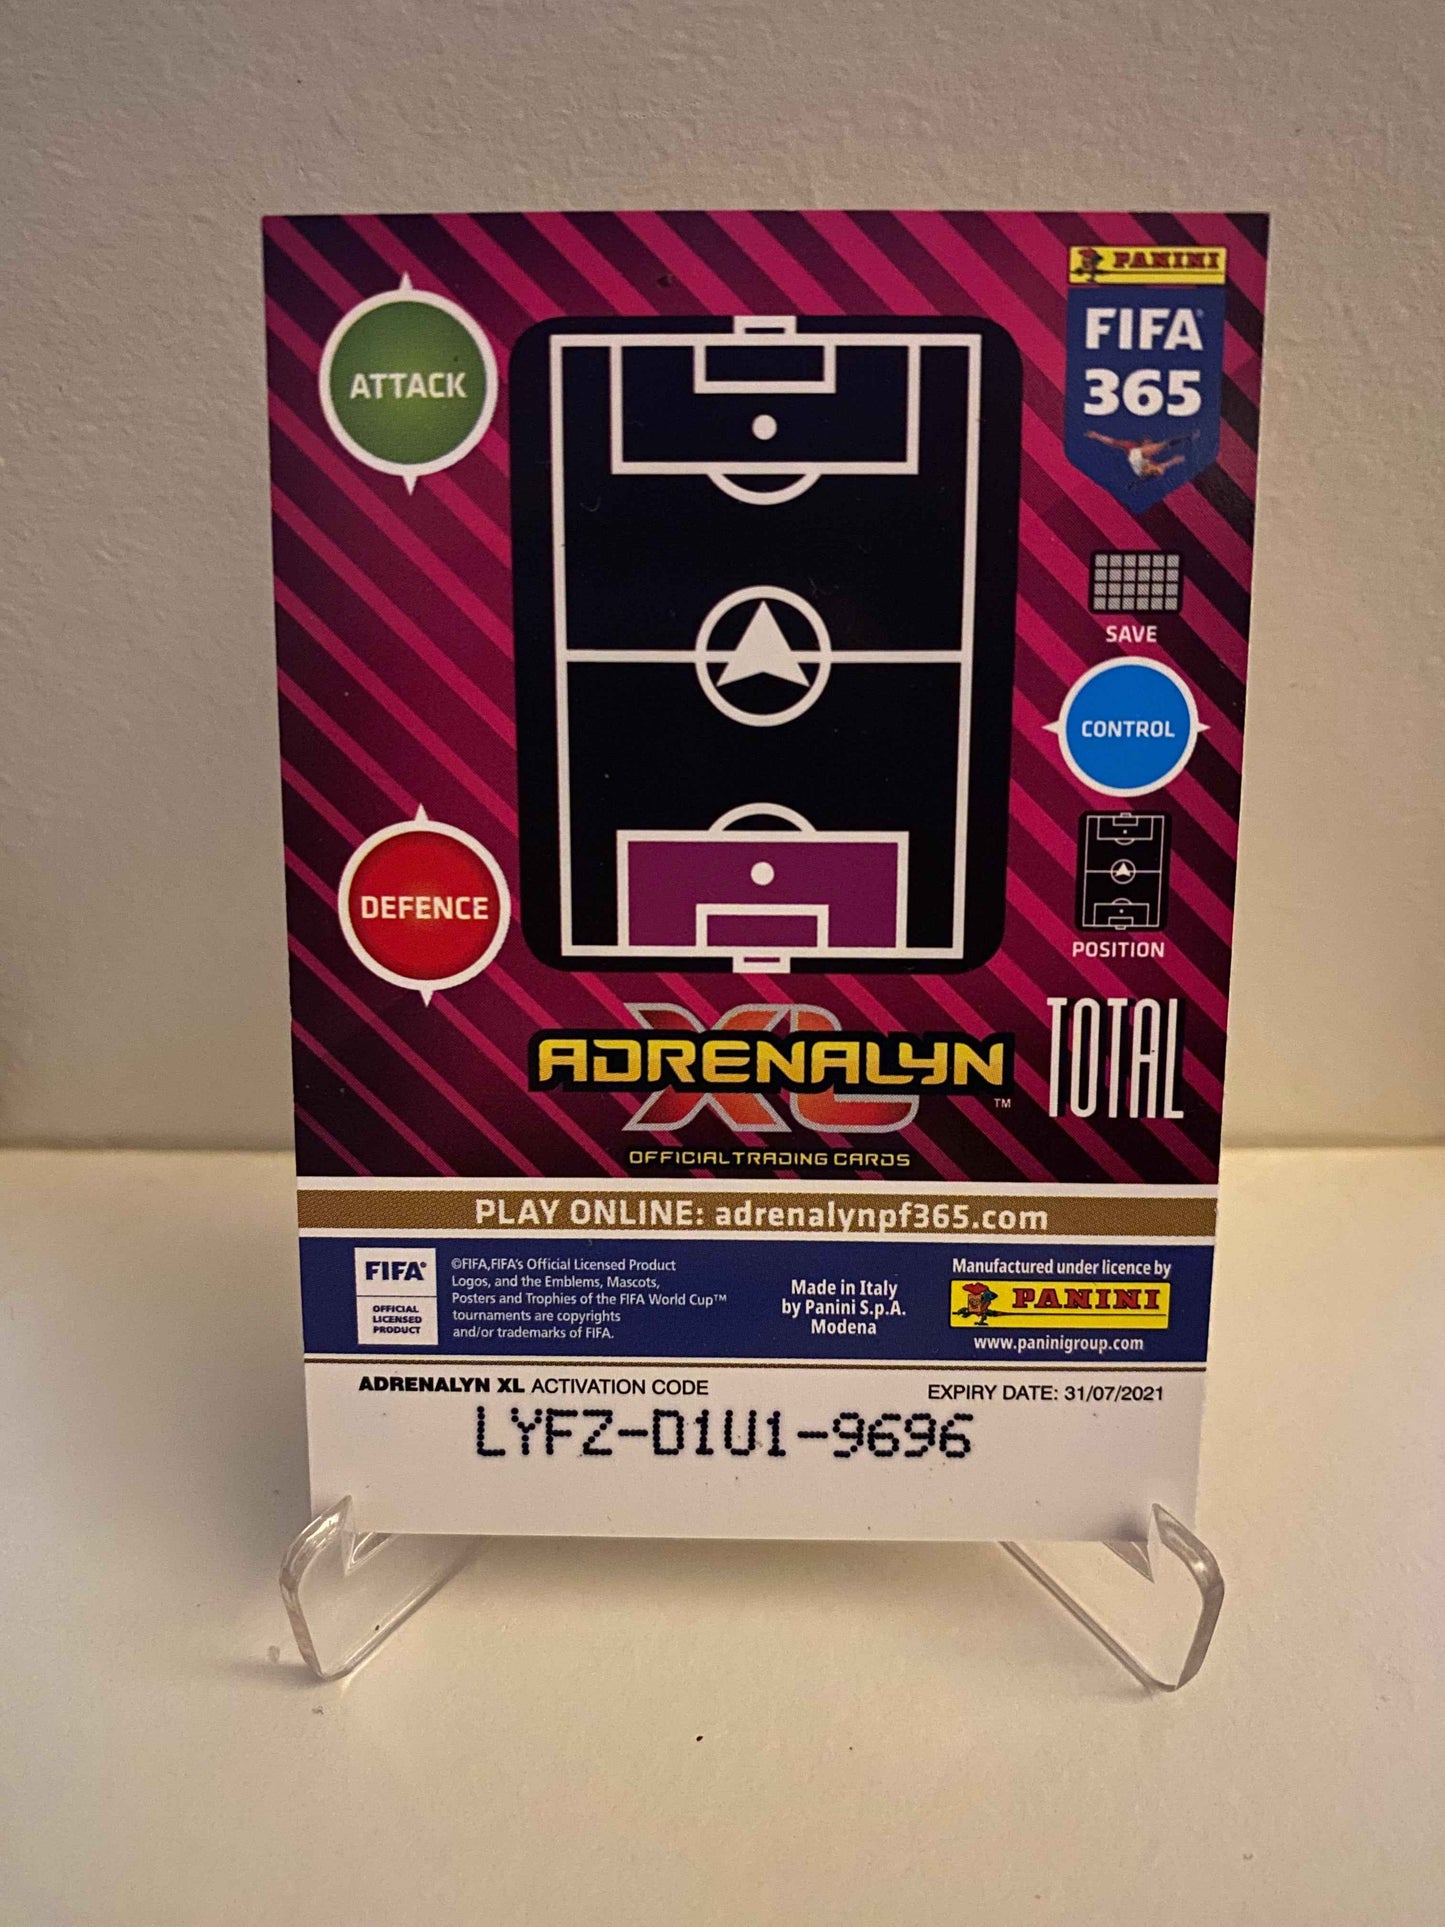 PANINI
FIFA
365
ATTACK
SAVE
CONTROL
DEFENCE
POSITION
ADRENALYN
XL
TM
TOTAL
OFFICIAL TRADING CARDS
PLAY ONLINE: adrenalynpf365.com
FIFA®
OFFICIAL
LICENSED
PRODUCT
©FIFA,FIFA's Official Licensed Product
Logos, and the Emblems, Mascots,
Posters and Trophies of the FIFA World Cup™
tournaments are copyrights
and/or trademarks of FIFA.
Made in Italy
by Panini S.p.A.
Modena
Manufactured under licence by
PANINI
www.paninigroup.com
ADRENALYN XL ACTIVATION CODE
EXPIRY DATE: 31/07/2021
LYFZ-D1U1-9696